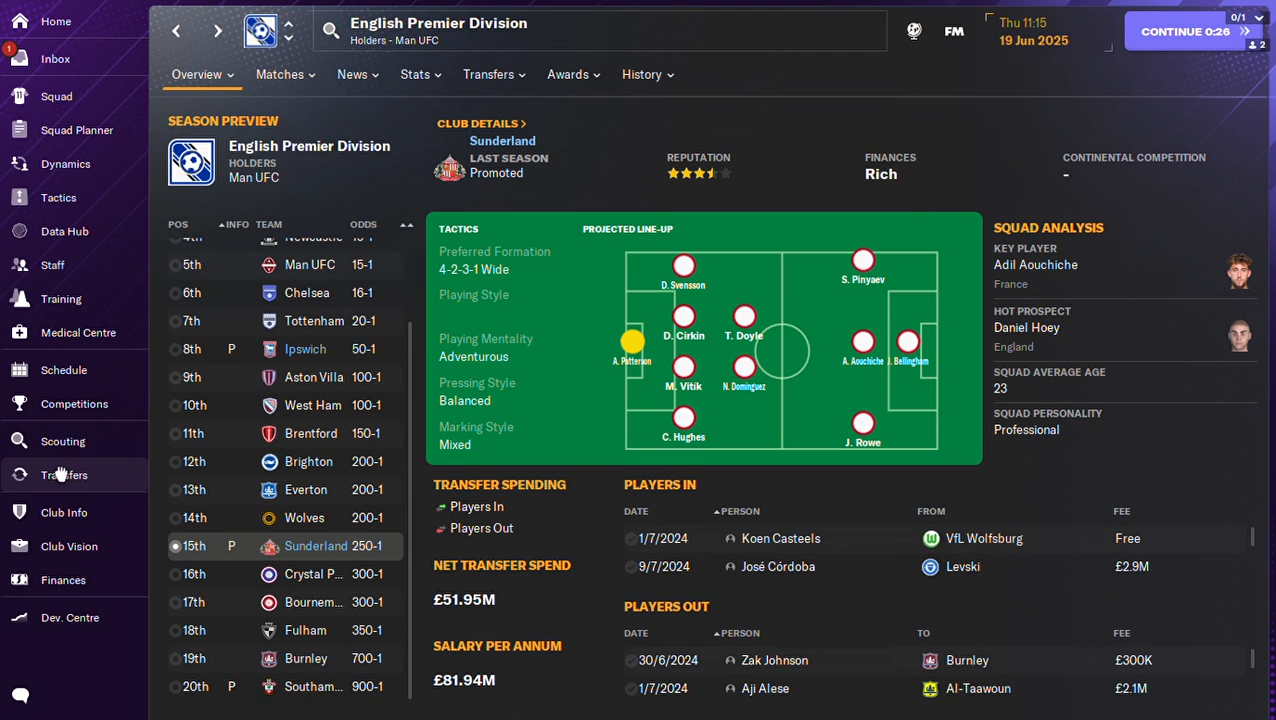 Home
1
Inbox
Squad
Squad Planner
Dynamics
Tactics
Data Hub
Staff
Training
Medical Centre
Schedule
Competitions
Scouting
Transfers
Club Info
Club Vision
Finances
Dev. Centre
English Premier Division
Holders - Man UFC
FM
Thu 11:15
19 Jun 2025
CONTINUE 0:26
0/1
2
Overview Matches News Stats Transfers Awards History
SEASON PREVIEW
English Premier Division
HOLDERS
Man UFC
CLUB DETAILS >
Sunderland
LAST SEASON
Promoted
REPUTATION
FINANCES
Rich
CONTINENTAL COMPETITION
-
POS INFO TEAM ODDS
4th Newcastle
5th Man UFC 15-1
6th Chelsea 16-1
7th Tottenham 20-1
8th P Ipswich 50-1
9th Aston Villa 100-1
10th West Ham 100-1
11th Brentford 150-1
12th Brighton 200-1
13th Everton 200-1
14th Wolves 200-1
15th P Sunderland 250-1
16th Crystal P... 300-1
17th Bournem... 300-1
18th Fulham 350-1
19th Burnley 700-1
20th P Southam... 900-1
TACTICS
Preferred Formation
4-2-3-1 Wide
Playing Style
Playing Mentality
Adventurous
Pressing Style
Balanced
Marking Style
Mixed
PROJECTED LINE-UP
D. Svensson
S. Pinyaev
D. Cirkin
T. Doyle
A. Patterson
A. Aouchiche
J. Bellingham
M. Vitík
N. Domínguez
C. Hughes
J. Rowe
SQUAD ANALYSIS
KEY PLAYER
Adil Aouchiche
France
HOT PROSPECT
Daniel Hoey
England
SQUAD AVERAGE AGE
23
SQUAD PERSONALITY
Professional
TRANSFER SPENDING
Players In
Players Out
NET TRANSFER SPEND
£51.95M
SALARY PER ANNUM
£81.94M
PLAYERS IN
DATE PERSON FROM FEE
1/7/2024 Koen Casteels VfL Wolfsburg Free
9/7/2024 José Córdoba Levski £2.9M
PLAYERS OUT
DATE PERSON TO FEE
30/6/2024 Zak Johnson Burnley £300K
1/7/2024 Aji Alese Al-Taawoun £2.1M